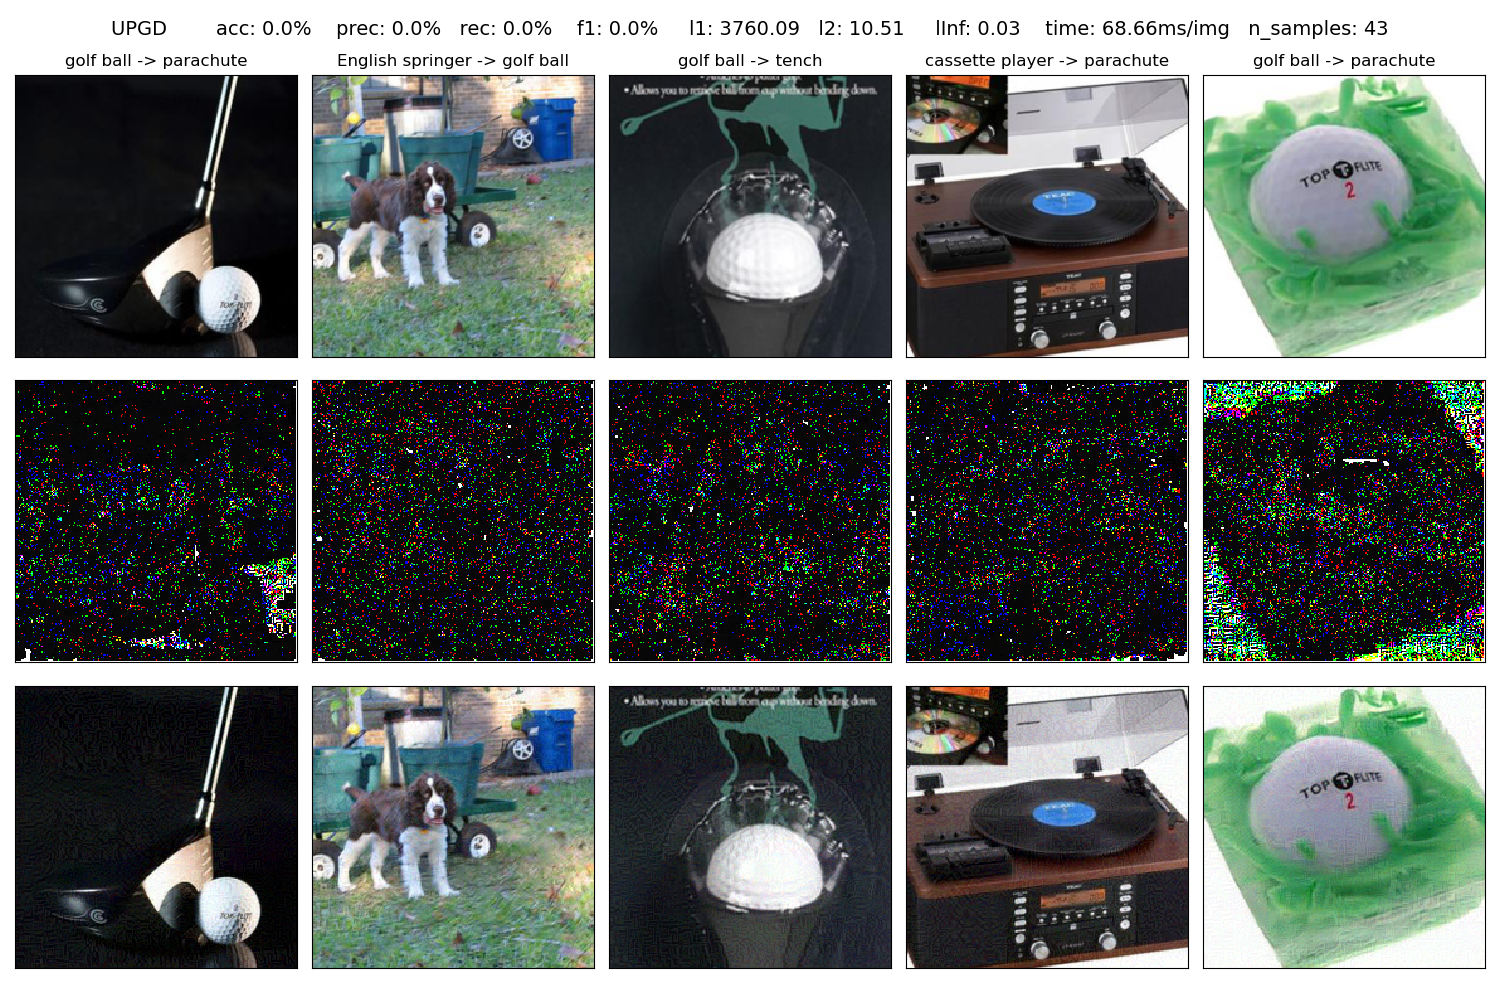 UPGD acc: 0.0% prec: 0.0% rec: 0.0% f1: 0.0% l1: 3760.09 l2: 10.51 lInf: 0.03 time: 68.66ms/img n_samples: 43
golf ball -> parachute
English springer -> golf ball
golf ball -> tench
cassette player -> parachute
golf ball -> parachute
• Allows you to retrieve ball from cup without bending down.
TEAC
TOP FLITE
2
• Allows you to retrieve ball from cup without bending down.
TOP FLITE
2